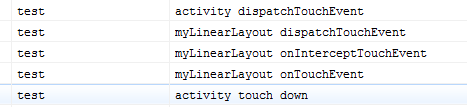 test activity dispatchTouchEvent
test myLinearLayout dispatchTouchEvent
test myLinearLayout onInterceptTouchEvent
test myLinearLayout onTouchEvent
test activity touch down